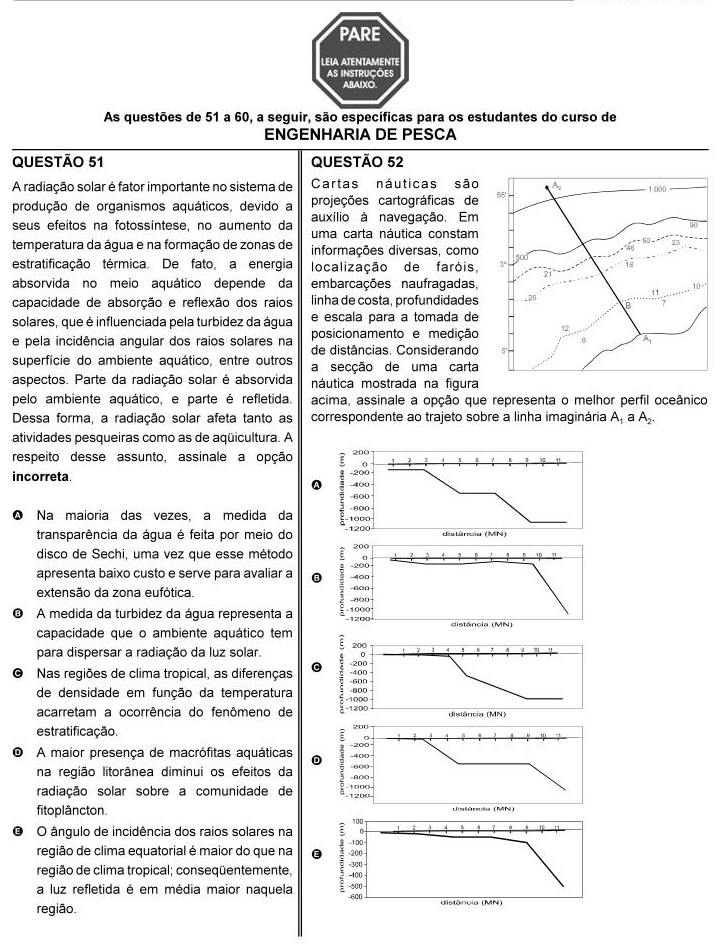 PARE
LEIA ATENTAMENTE
AS INSTRUÇÕES
ABAIXO.
As questões de 51 a 60, a seguir, são específicas para os estudantes do curso de
ENGENHARIA DE PESCA
QUESTÃO 51
A radiação solar é fator importante no sistema de
produção de organismos aquáticos, devido a
seus efeitos na fotossíntese, no aumento da
temperatura da água e na formação de zonas de
estratificação térmica. De fato, a energia
absorvida no meio aquático depende da
capacidade de absorção e reflexão dos raios
solares, que é influenciada pela turbidez da água
e pela incidência angular dos raios solares na
superfície do ambiente aquático, entre outros
aspectos. Parte da radiação solar é absorvida
pelo ambiente aquático, e parte é refletida.
Dessa forma, a radiação solar afeta tanto as
atividades pesqueiras como as de aqüicultura. A
respeito desse assunto, assinale a opção
incorreta.
A Na maioria das vezes, a medida da
transparência da água é feita por meio do
disco de Sechi, uma vez que esse método
apresenta baixo custo e serve para avaliar a
extensão da zona eufótica.
B A medida da turbidez da água representa a
capacidade que o ambiente aquático tem
para dispersar a radiação da luz solar.
C Nas regiões de clima tropical, as diferenças
de densidade em função da temperatura
acarretam a ocorrência do fenômeno de
estratificação.
D A maior presença de macrófitas aquáticas
na região litorânea diminui os efeitos da
radiação solar sobre a comunidade de
fitoplâncton.
E O ângulo de incidência dos raios solares na
região de clima equatorial é maior do que na
região de clima tropical; conseqüentemente,
a luz refletida é em média maior naquela
região.
QUESTÃO 52
Cartas náuticas são
projeções cartográficas de
auxílio à navegação. Em
uma carta náutica constam
informações diversas, como
localização de faróis,
embarcações naufragadas,
linha de costa, profundidades
e escala para a tomada de
posicionamento e medição
de distâncias. Considerando
a secção de uma carta
náutica mostrada na figura
acima, assinale a opção que representa o melhor perfil oceânico
correspondente ao trajeto sobre a linha imaginária A₁ a A₂.
55'
A₂
1.000
90
500
50
46
23
3°
21
18
20
11
10
B
7
12
8
A₁
5'
A
profundidade (m)
200
0
-200
-400
-600
-800
-1000
-1200
1 2 3 4 5 6 7 8 9 10 11
distância (MN)
B
profundidade (m)
200
0
-200
-400
-600
-800
-1000
-1200
1 2 3 4 5 6 7 8 9 10 11
distância (MN)
C
profundidade (m)
200
0
-200
-400
-600
-800
-1000
-1200
1 2 3 4 5 6 7 8 9 10 11
distância (MN)
D
profundidade (m)
200
0
-200
-400
-600
-800
-1000
-1200
1 2 3 4 5 6 7 8 9 10 11
distância (MN)
E
profundidade (m)
100
0
-100
-200
-300
-400
-500
-600
1 2 3 4 5 6 7 8 9 10 11
distância (MN)